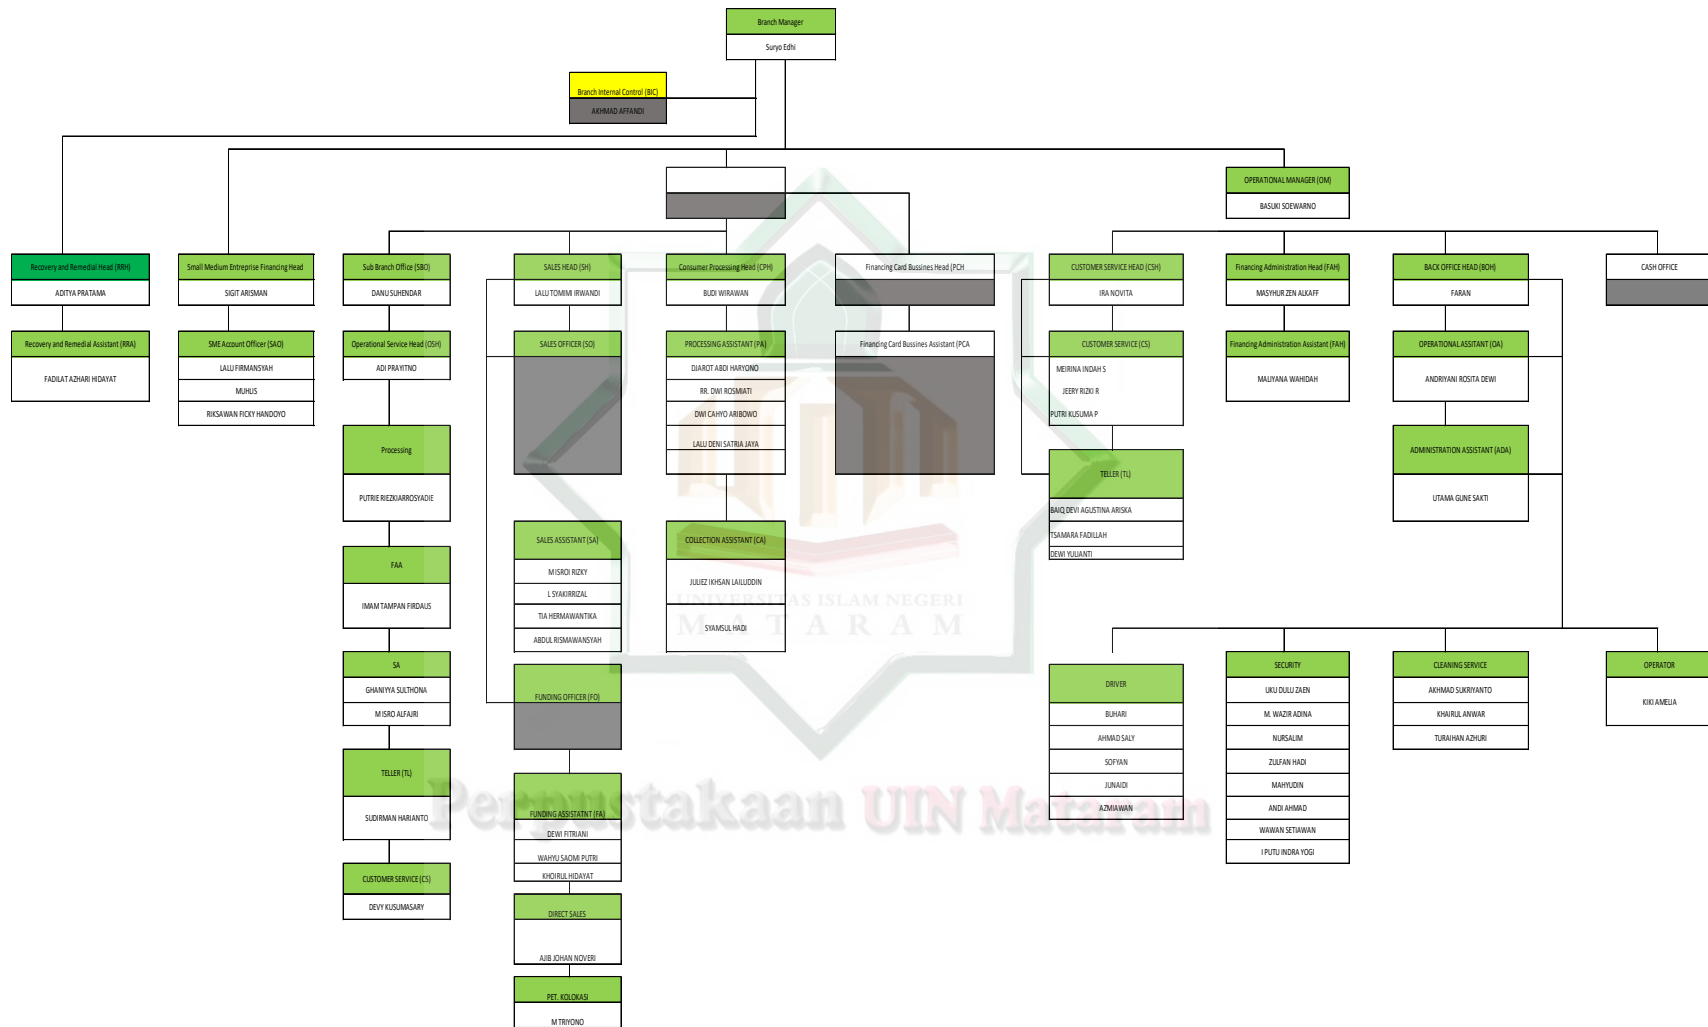 Branch Manager
Suryo Edhi
Branch Internal Control (BIC)
AKHMAD AFFANDI
OPERATIONAL MANAGER (OM)
BASUKI SOEWARNO
Recovery and Remedial Head (RRH)
ADITYA PRATAMA
Recovery and Remedial Assistant (RRA)
FADILAT AZHARI HIDAYAT
Small Medium Entreprise Financing Head
SIGIT ARISMAN
SME Account Officer (SAO)
LALU FIRMANSYAH
MUHLIS
RIKSAWAN FICKY HANDOYO
Sub Branch Office (SBO)
DANU SUHENDAR
Operational Service Head (OSH)
ADI PRAYITNO
Processing
PUTRIE RIEZKIARROSYADIE
FAA
IMAM TAMPAN FIRDAUS
SA
GHANIYYA SULTHONA
M ISRO ALFAJRI
TELLER (TL)
SUDIRMAN HARIANTO
CUSTOMER SERVICE (CS)
DEVY KUSUMASARY
SALES HEAD (SH)
LALU TOMIMI IRWANDI
SALES OFFICER (SO)
SALES ASSISTANT (SA)
M ISROI RIZKY
L SYAKIRRIZAL
TIA HERMAWANTIKA
ABDUL RISMAWANSYAH
FUNDING OFFICER (FO)
FUNDING ASSISTATNT (FA)
DEWI FITRIANI
WAHYU SAOMI PUTRI
KHOIRUL HIDAYAT
DIRECT SALES
AJIB JOHAN NOVERI
PET. KOLOKASI
M TRIYONO
Consumer Processing Head (CPH)
BUDI WIRAWAN
PROCESSING ASSISTANT (PA)
DJAROT ABDI HARYONO
RR. DWI ROSMIATI
DWI CAHYO ARIBOWO
LALU DENI SATRIA JAYA
COLLECTION ASSISTANT (CA)
JULIEZ IKHSAN LAILUDDIN
SYAMSUL HADI
Financing Card Bussines Head (PCH
Financing Card Bussines Assistant (PCA
CUSTOMER SERVICE HEAD (CSH)
IRA NOVITA
CUSTOMER SERVICE (CS)
MEIRINA INDAH S
JEERY RIZKI R
PUTRI KUSUMA P
TELLER (TL)
BAIQ DEVI AGUSTINA ARISKA
TSAMARA FADILLAH
DEWI YULIANTI
Financing Administration Head (FAH)
MASYHUR ZEN ALKAFF
Financing Administration Assistant (FAH)
MALIYANA WAHIDAH
BACK OFFICE HEAD (BOH)
FARAN
OPERATIONAL ASSITANT (OA)
ANDRIYANI ROSITA DEWI
ADMINISTRATION ASSISTANT (ADA)
UTAMA GUNE SAKTI
CASH OFFICE
DRIVER
BUHARI
AHMAD SALY
SOFYAN
JUNAIDI
AZMIAWAN
SECURITY
UKU DULU ZAEN
M. WAZIR ADINA
NURSALIM
ZULFAN HADI
MAHYUDIN
ANDI AHMAD
WAWAN SETIAWAN
I PUTU INDRA YOGI
CLEANING SERVICE
AKHMAD SUKRIYANTO
KHAIRUL ANWAR
TURAIHAN AZHURI
OPERATOR
KIKI AMELIA
UNIVERSITAS ISLAM NEGERI
MATARAM
Perpustakaan UIN Mataram